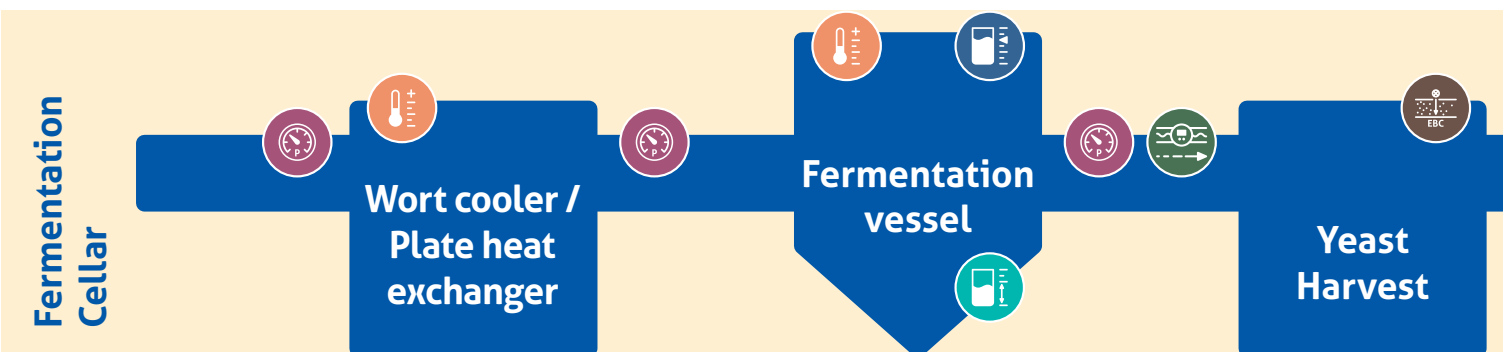 Fermentation
Cellar
P
Wort cooler /
Plate heat
exchanger
P
Fermentation
vessel
P
EBC
Yeast
Harvest